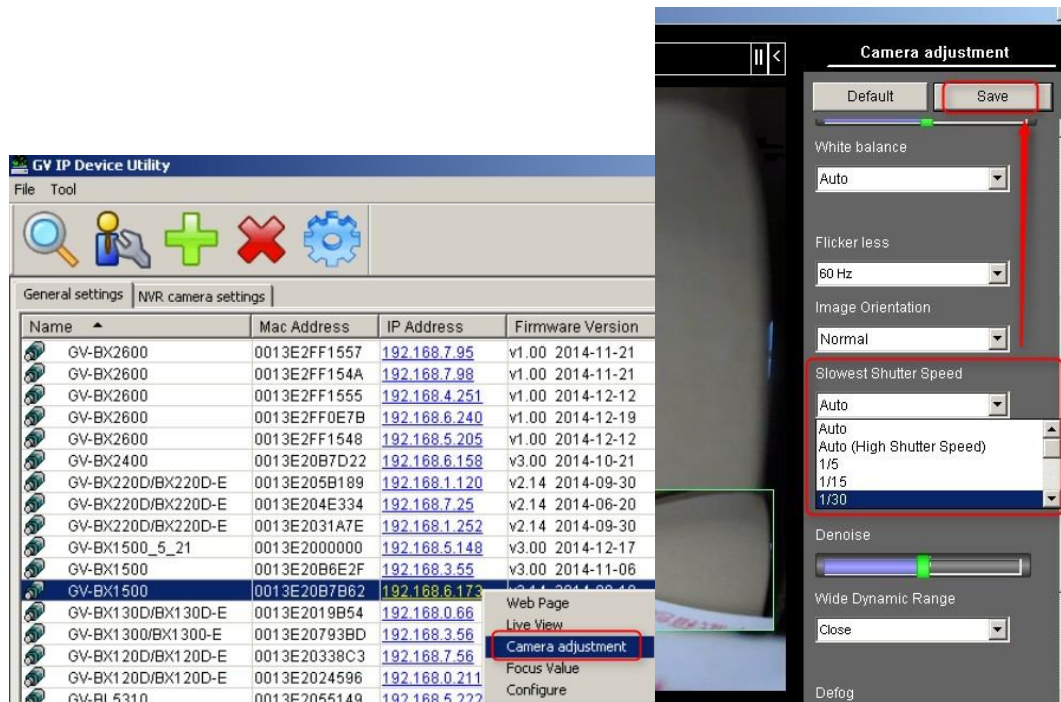 GV IP Device Utility
File Tool
General settings NVR camera settings
Name Mac Address IP Address Firmware Version
GV-BX2600 0013E2FF1557 192.168.7.95 v1.00 2014-11-21
GV-BX2600 0013E2FF154A 192.168.7.98 v1.00 2014-11-21
GV-BX2600 0013E2FF1555 192.168.4.251 v1.00 2014-12-12
GV-BX2600 0013E2FF0E7B 192.168.6.240 v1.00 2014-12-19
GV-BX2600 0013E2FF1548 192.168.5.205 v1.00 2014-12-12
GV-BX2400 0013E20B7D22 192.168.6.158 v3.00 2014-10-21
GV-BX220D/BX220D-E 0013E205B189 192.168.1.120 v2.14 2014-09-30
GV-BX220D/BX220D-E 0013E204E334 192.168.7.25 v2.14 2014-06-20
GV-BX220D/BX220D-E 0013E2031A7E 192.168.1.252 v2.14 2014-09-30
GV-BX1500_5_21 0013E2000000 192.168.5.148 v3.00 2014-12-17
GV-BX1500 0013E20B6E2F 192.168.3.55 v3.00 2014-11-06
GV-BX1500 0013E20B7B62 192.168.6.173
GV-BX130D/BX130D-E 0013E2019B54 192.168.0.66
GV-BX1300/BX1300-E 0013E20793BD 192.168.3.56
GV-BX120D/BX120D-E 0013E20338C3 192.168.7.56
GV-BX120D/BX120D-E 0013E2024596 192.168.0.211
GV-BL5310 0013E2055149 192.168.5.222
Web Page
Live View
Camera adjustment
Focus Value
Configure
Camera adjustment
Default Save
White balance
Auto
Flicker less
60 Hz
Image Orientation
Normal
Slowest Shutter Speed
Auto
Auto
Auto (High Shutter Speed)
1/5
1/15
1/30
Denoise
Wide Dynamic Range
Close
Defog